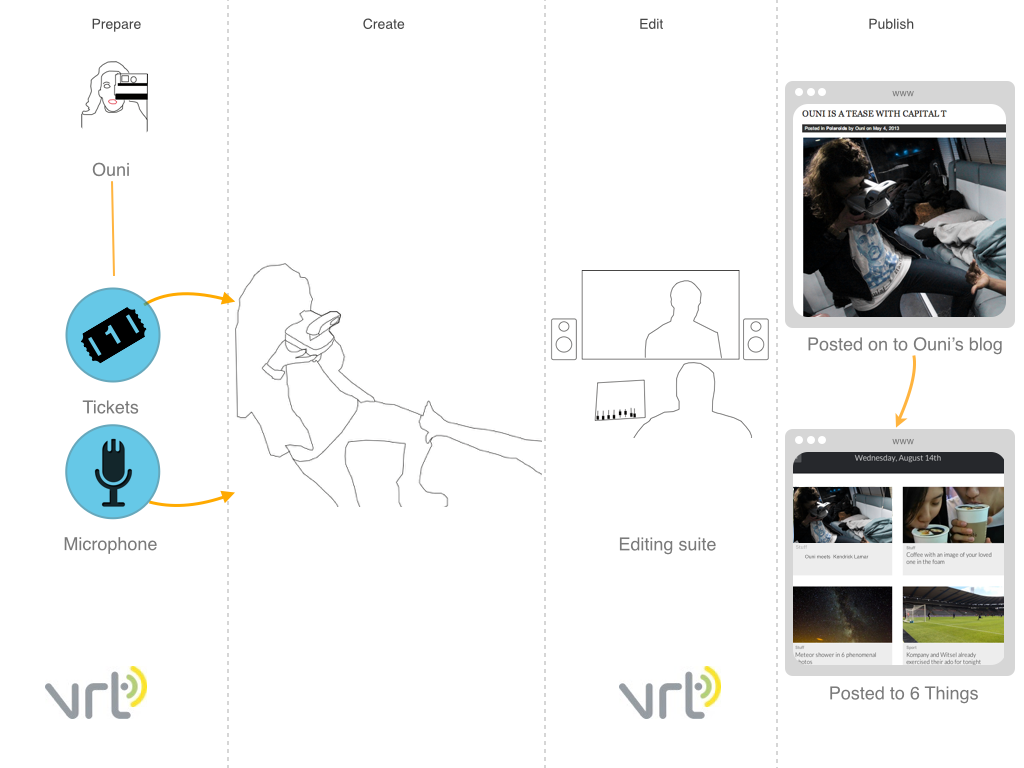 Prepare
Create
Edit
Publish
Ouni
1
Tickets
Microphone
vrt
Editing suite
vrt
www
OUNI IS A TEASE WITH CAPITAL T
Posted in Polaroids by Ouni on May 4, 2013
Posted on to Ouni's blog
www
Wednesday, August 14th
Stuff
Ouni meets Kendrick Lamar
Stuff
Coffee with an image of your loved
one in the foam
Stuff
Meteor shower in 6 phenomenal
photos
Sport
Kompany and Witsel already
exercised their ado for tonight
Posted to 6 Things